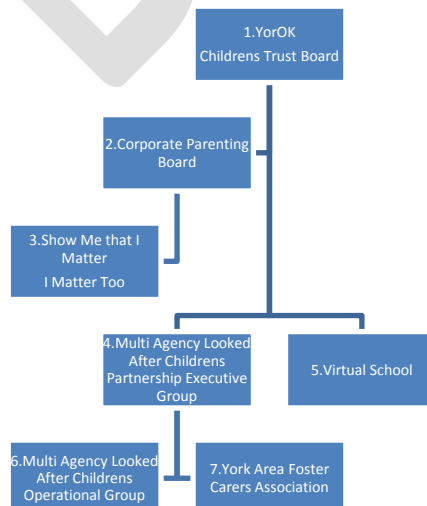 1.YorOK
Childrens Trust Board
2.Corporate Parenting
Board
3.Show Me that I
Matter
I Matter Too
4.Multi Agency Looked
After Childrens
Partnership Executive
Group
5.Virtual School
6.Multi Agency Looked
After Childrens
Operational Group
7.York Area Foster
Carers Association